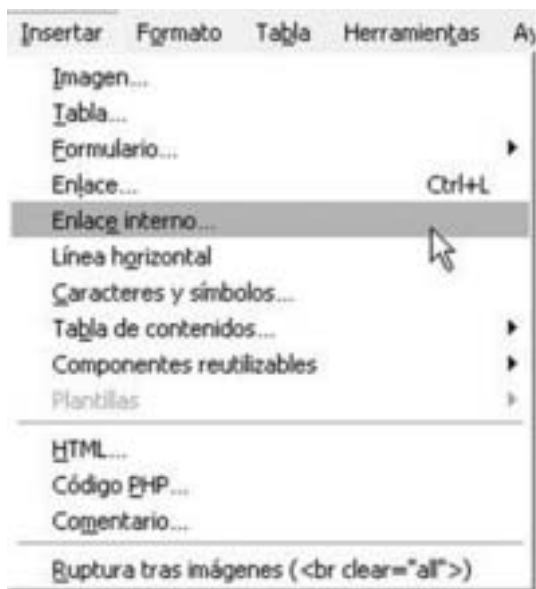 Insertar Formato Tabla Herramientas Ay
Imagen...
Tabla...
Formulario...
Enlace... Ctrl+L
Enlace interno...
Línea horizontal
Caracteres y símbolos...
Tabla de contenidos...
Componentes reutilizables
Plantillas
HTML...
Código PHP...
Comentario...
Ruptura tras imágenes (<br clear="all">)